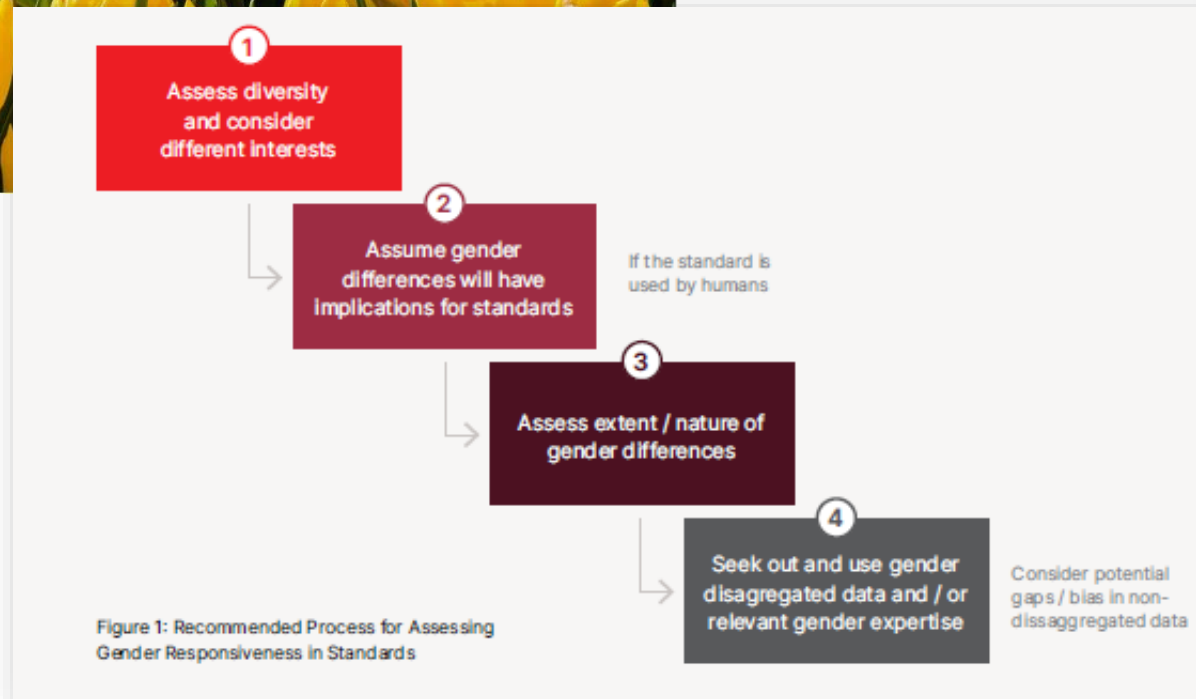 1
Assess diversity
and consider
different interests
2
Assume gender
differences will have
implications for standards
If the standard is
used by humans
3
Assess extent / nature of
gender differences
4
Seek out and use gender
disagregated data and / or
relevant gender expertise
Consider potential
gaps / bias in non-
dissaggregated data
Figure 1: Recommended Process for Assessing
Gender Responsiveness in Standards